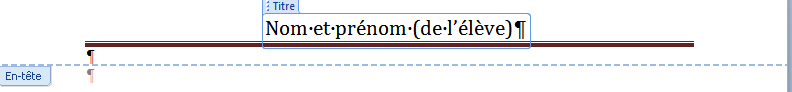 Titre
Nom·et·prénom·(de·l’élève)¶
¶
En-tête ¶